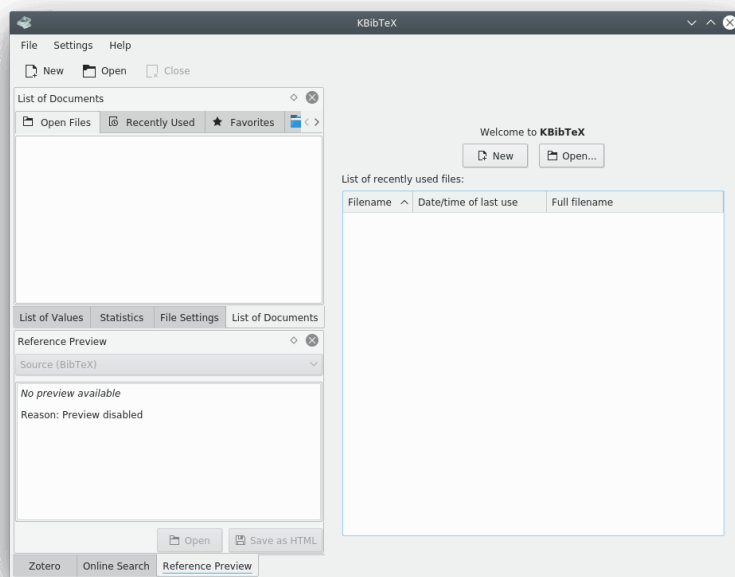 KBibTeX
File Settings Help
New Open Close
List of Documents
Open Files Recently Used Favorites
Welcome to KBibTeX
New Open...
List of recently used files:
Filename Date/time of last use Full filename
List of Values Statistics File Settings List of Documents
Reference Preview
Source (BibTeX)
No preview available
Reason: Preview disabled
Open Save as HTML
Zotero Online Search Reference Preview